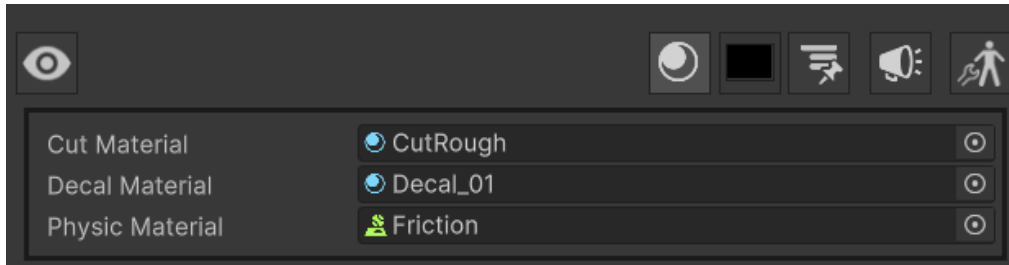 Cut Material CutRough
Decal Material Decal_01
Physic Material Friction